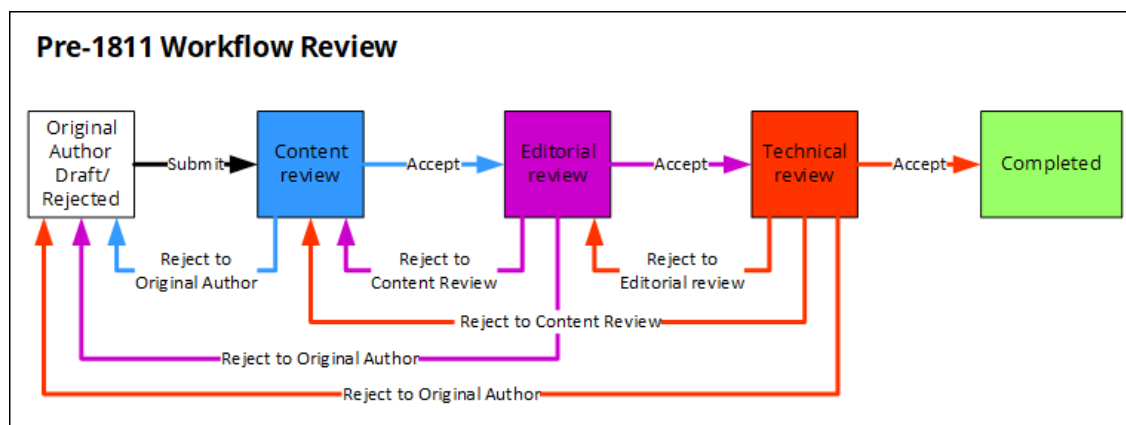 Pre-1811 Workflow Review
Original
Author
Draft/
Rejected
Submit
Content
review
Accept
Editorial
review
Accept
Technical
review
Accept
Completed
Reject to
Original Author
Reject to
Content Review
Reject to
Editorial review
Reject to Content Review
Reject to Original Author
Reject to Original Author